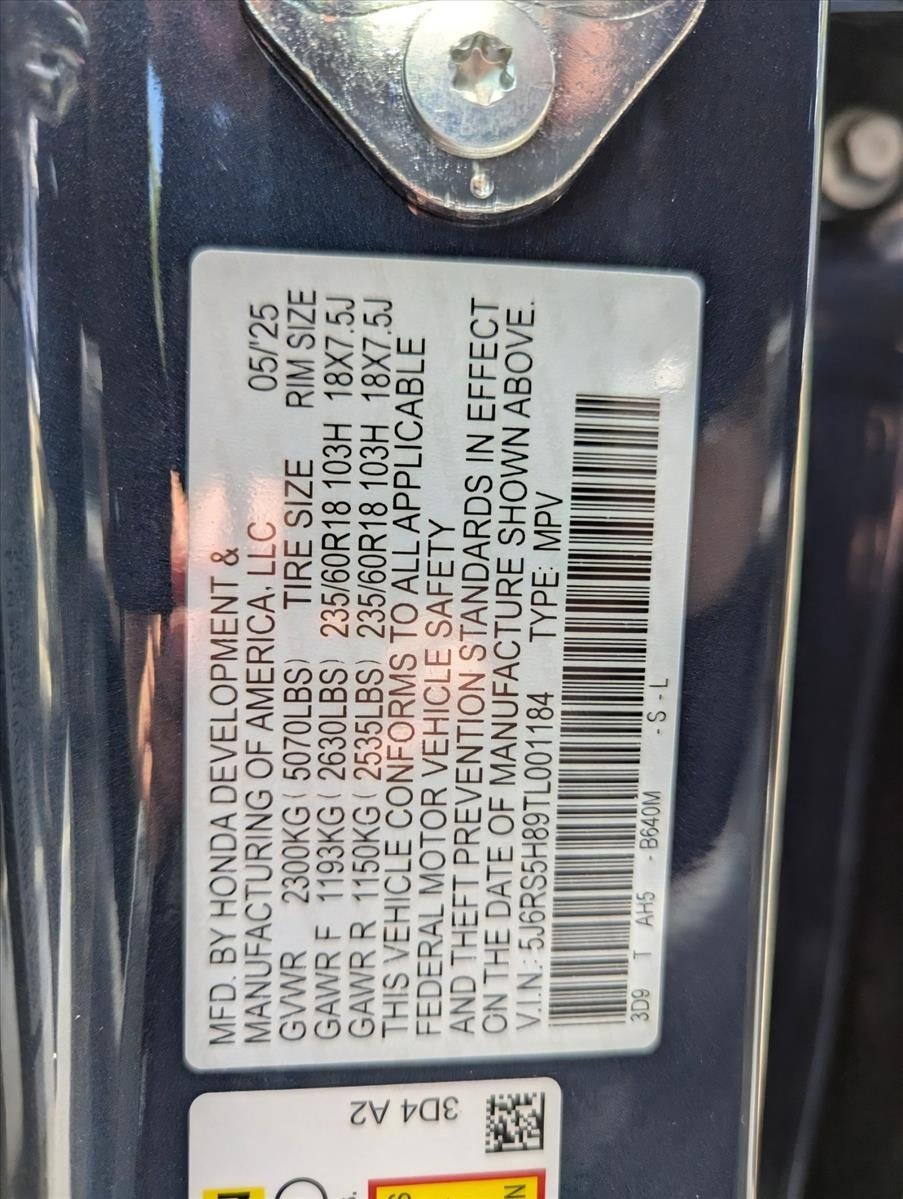 MFD. BY HONDA DEVELOPMENT &
MANUFACTURING OF AMERICA, LLC 05/'25
GVWR 2300KG ( 5070LBS) TIRE SIZE RIM SIZE
GAWR F 1193KG ( 2630LBS) 235/60R18 103H 18X7.5J
GAWR R 1150KG ( 2535LBS) 235/60R18 103H 18X7.5J
THIS VEHICLE CONFORMS TO ALL APPLICABLE
FEDERAL MOTOR VEHICLE SAFETY
AND THEFT PREVENTION STANDARDS IN EFFECT
ON THE DATE OF MANUFACTURE SHOWN ABOVE.
V.I.N.: 5J6RS5H89TL001184 TYPE: MPV
3D9 T AH5 - B640M - S - L
3D4 A2